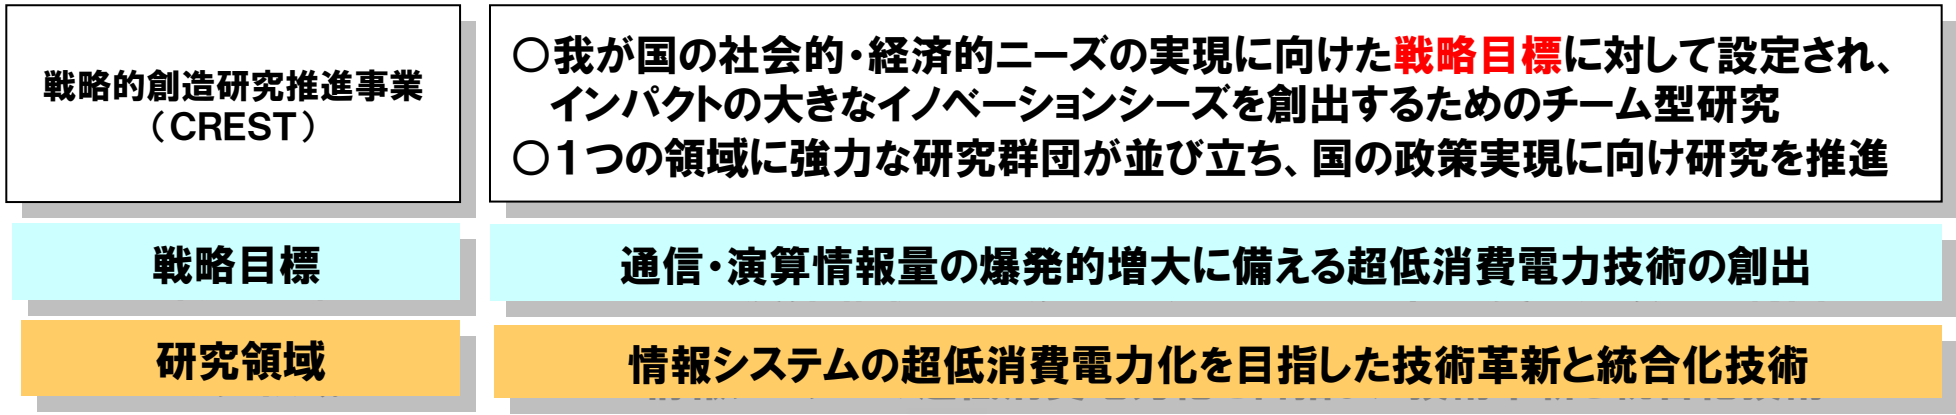 戦略的創造研究推進事業
（CREST）
○我が国の社会的・経済的ニーズの実現に向けた戦略目標に対して設定され、
インパクトの大きなイノベーションシーズを創出するためのチーム型研究
○１つの領域に強力な研究群団が並び立ち、国の政策実現に向け研究を推進
戦略目標
通信・演算情報量の爆発的増大に備える超低消費電力技術の創出
研究領域
情報システムの超低消費電力化を目指した技術革新と統合化技術